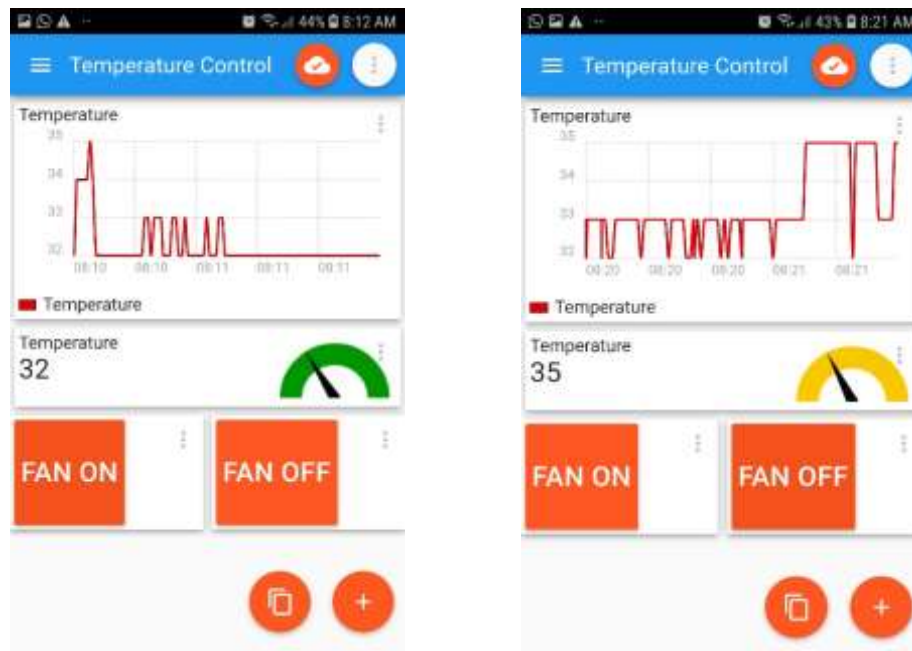 44% 8:12 AM
Temperature Control
Temperature
35
34
33
32
08:10 08:10 08:11 08:11 08:11
Temperature
Temperature
32
FAN ON
FAN OFF
43% 8:21 AM
Temperature Control
Temperature
35
34
33
32
08:20 08:20 08:20 08:21 08:21
Temperature
Temperature
35
FAN ON
FAN OFF